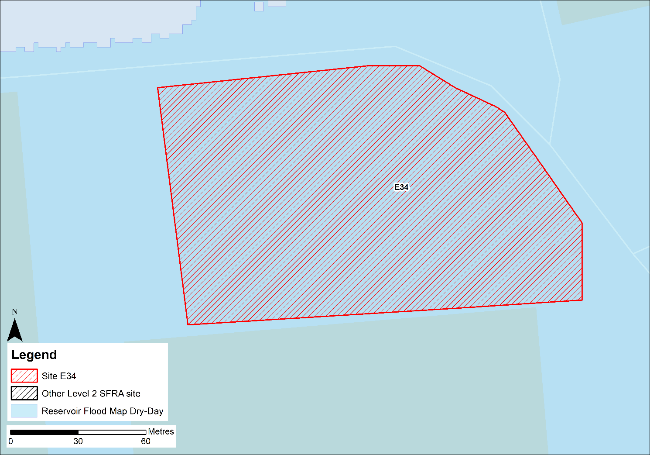 E34
N
Legend
Site E34
Other Level 2 SFRA site
Reservoir Flood Map Dry-Day
Metres
0 30 60